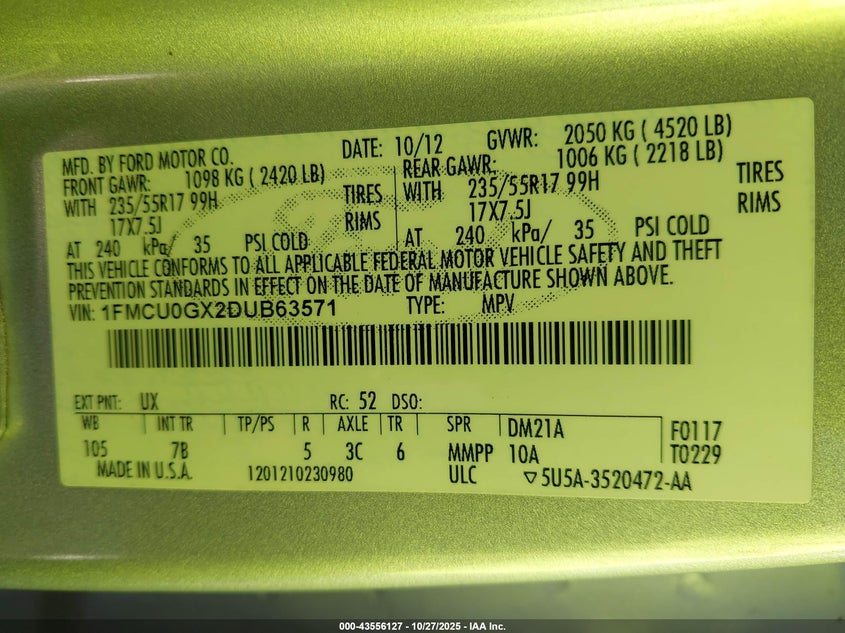 MFD. BY FORD MOTOR CO. DATE: 10/12 GVWR: 2050 KG ( 4520 LB)
FRONT GAWR: 1098 KG ( 2420 LB) REAR GAWR: 1006 KG ( 2218 LB)
WITH 235/55R17 99H TIRES WITH 235/55R17 99H TIRES
17X7.5J RIMS 17X7.5J RIMS
AT 240 kPa/ 35 PSI COLD AT 240 kPa/ 35 PSI COLD
THIS VEHICLE CONFORMS TO ALL APPLICABLE FEDERAL MOTOR VEHICLE SAFETY AND THEFT
PREVENTION STANDARDS IN EFFECT ON THE DATE OF MANUFACTURE SHOWN ABOVE.
VIN: 1FMCU0GX2DUB63571 TYPE: MPV
EXT PNT: UX RC: 52 DSO:
WB INT TR TP/PS R AXLE TR SPR DM21A F0117
105 7B 5 3C 6 MMPP 10A T0229
MADE IN U.S.A. 1201210230980 ULC ▽5U5A-3520472-AA
000-43556127 - 10/27/2025 - IAA Inc.